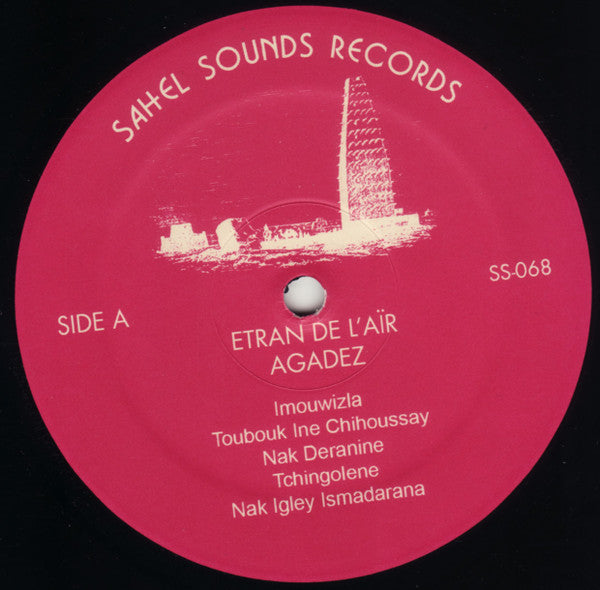 SAHEL SOUNDS RECORDS
SIDE A
SS-068
ETRAN DE L'AÏR
AGADEZ
Imouwizla
Toubouk Ine Chihoussay
Nak Deranine
Tchingolene
Nak Igley Ismadarana